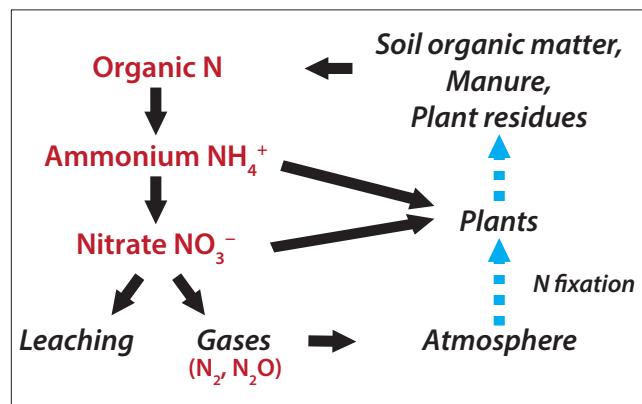 Organic N
Soil organic matter,
Manure,
Plant residues
Ammonium NH₄⁺
Plants
Nitrate NO₃⁻
N fixation
Leaching
Gases
(N₂, N₂O)
Atmosphere